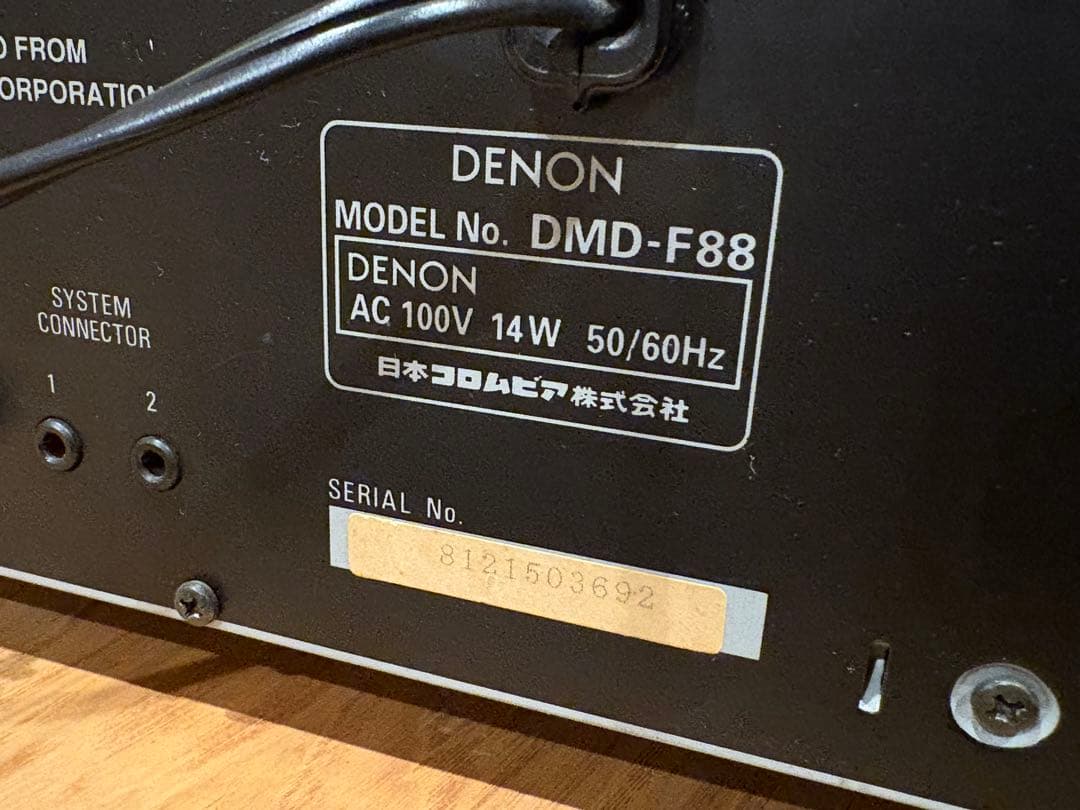 D FROM
ORPORATION
DENON
MODEL No. DMD-F88
DENON
AC 100V 14W 50/60Hz
日本コロムビア株式会社
SYSTEM
CONNECTOR
1 2
SERIAL No.
8121503692